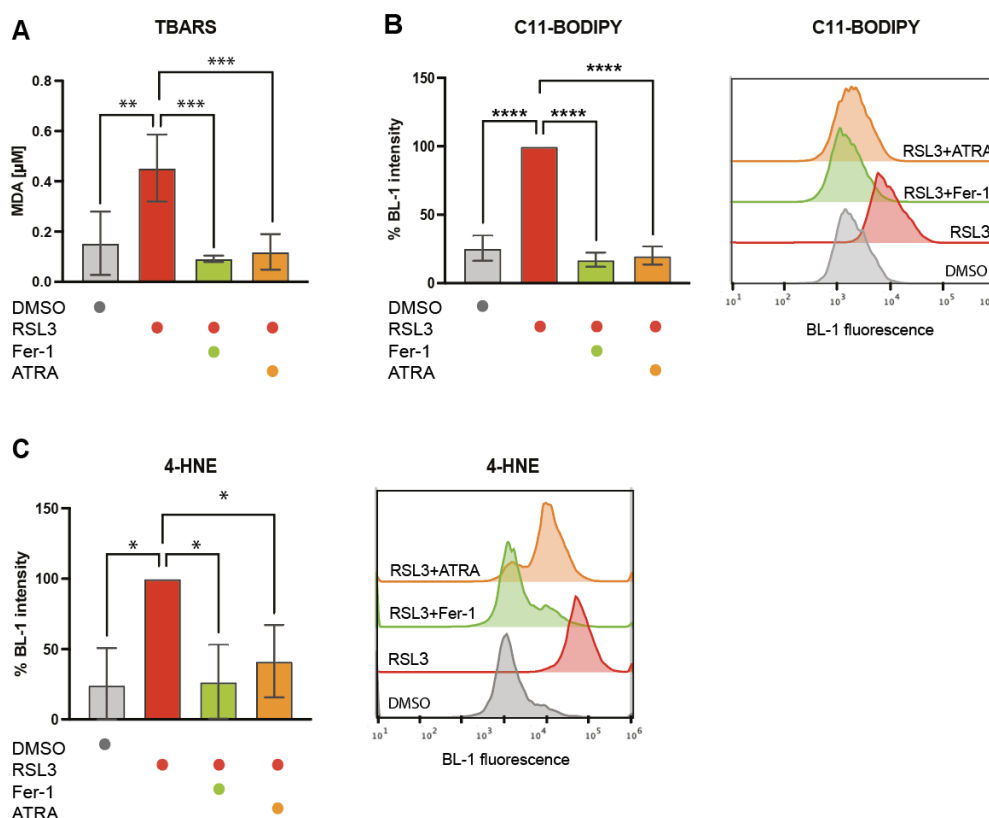 A
TBARS
MDA [µM]
0.8
0.6
0.4
0.2
0.0
**
***
***
DMSO
RSL3
Fer-1
ATRA
B
C11-BODIPY
% BL-1 intensity
150
100
50
0
****
****
****
DMSO
RSL3
Fer-1
ATRA
C11-BODIPY
RSL3+ATRA
RSL3+Fer-1
RSL3
DMSO
10¹ 10² 10³ 10⁴ 10⁵ 10
BL-1 fluorescence
C
4-HNE
% BL-1 intensity
150
100
50
0
*
*
*
DMSO
RSL3
Fer-1
ATRA
4-HNE
RSL3+ATRA
RSL3+Fer-1
RSL3
DMSO
10¹ 10² 10³ 10⁴ 10⁵ 10⁶
BL-1 fluorescence